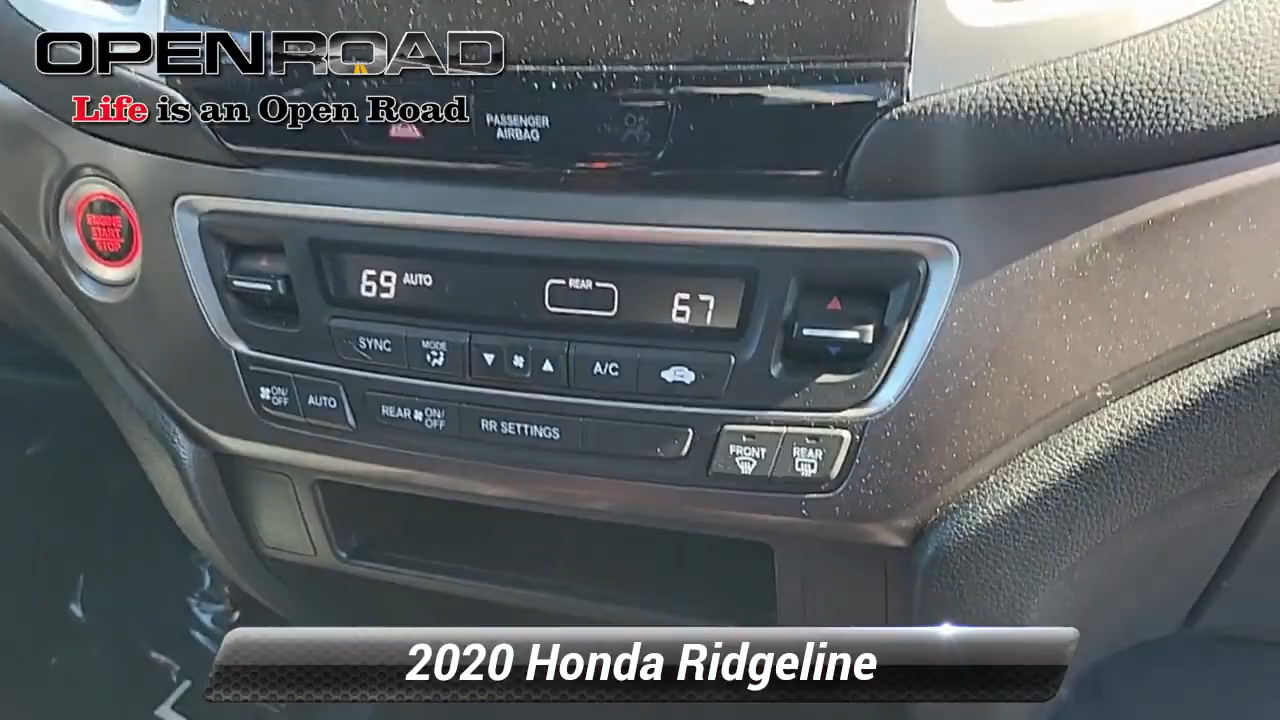 OPENROAD
Life is an Open Road
PASSENGER
AIRBAG
ENGINE
START
STOP
69 AUTO
REAR
67
SYNC
MODE
A/C
ON/
OFF
AUTO
REAR ON/
OFF
RR SETTINGS
FRONT
REAR
2020 Honda Ridgeline